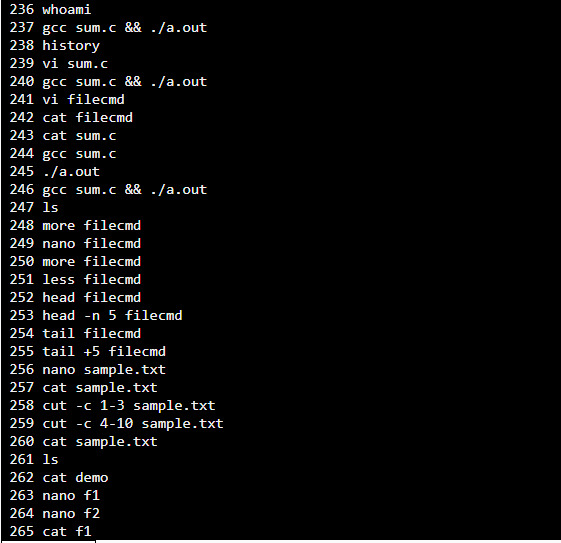 236 whoami
237 gcc sum.c && ./a.out
238 history
239 vi sum.c
240 gcc sum.c && ./a.out
241 vi filecmd
242 cat filecmd
243 cat sum.c
244 gcc sum.c
245 ./a.out
246 gcc sum.c && ./a.out
247 ls
248 more filecmd
249 nano filecmd
250 more filecmd
251 less filecmd
252 head filecmd
253 head -n 5 filecmd
254 tail filecmd
255 tail +5 filecmd
256 nano sample.txt
257 cat sample.txt
258 cut -c 1-3 sample.txt
259 cut -c 4-10 sample.txt
260 cat sample.txt
261 ls
262 cat demo
263 nano f1
264 nano f2
265 cat f1